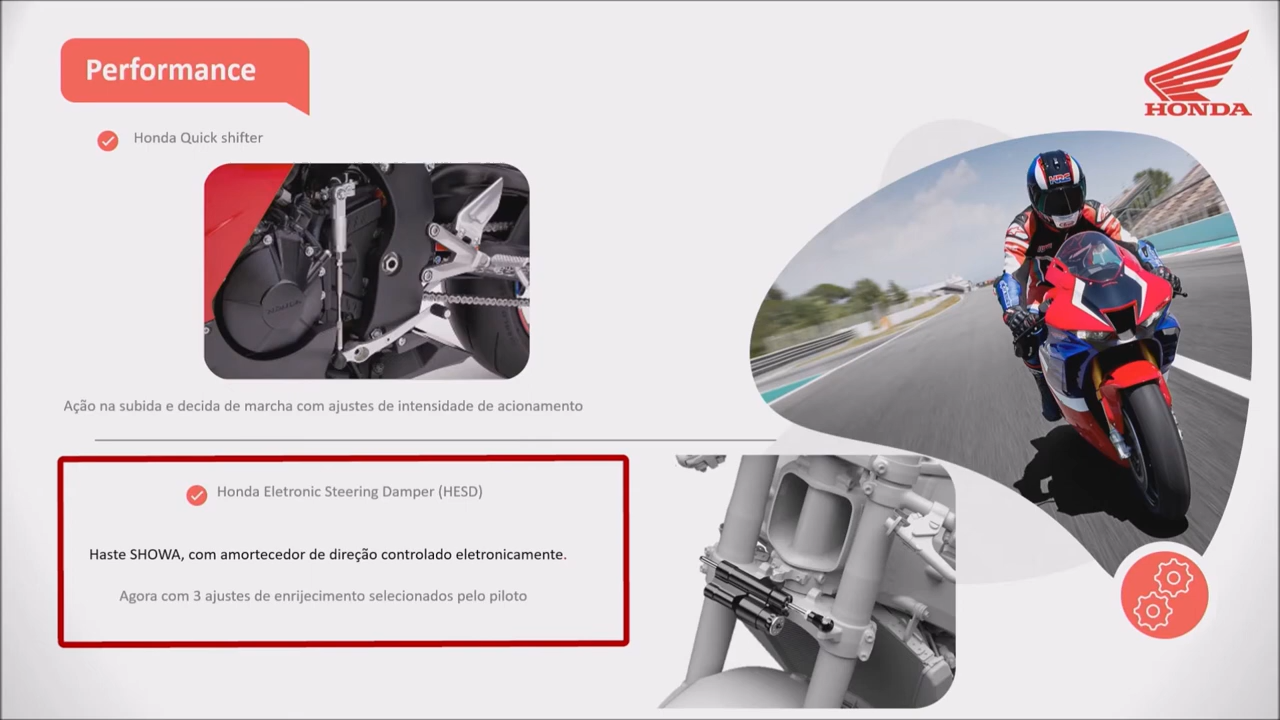 Performance
HONDA
Honda Quick shifter
HONDA
HRC
Ação na subida e decida de marcha com ajustes de intensidade de acionamento
Honda Eletronic Steering Damper (HESD)
Haste SHOWA, com amortecedor de direção controlado eletronicamente.
Agora com 3 ajustes de enrijecimento selecionados pelo piloto